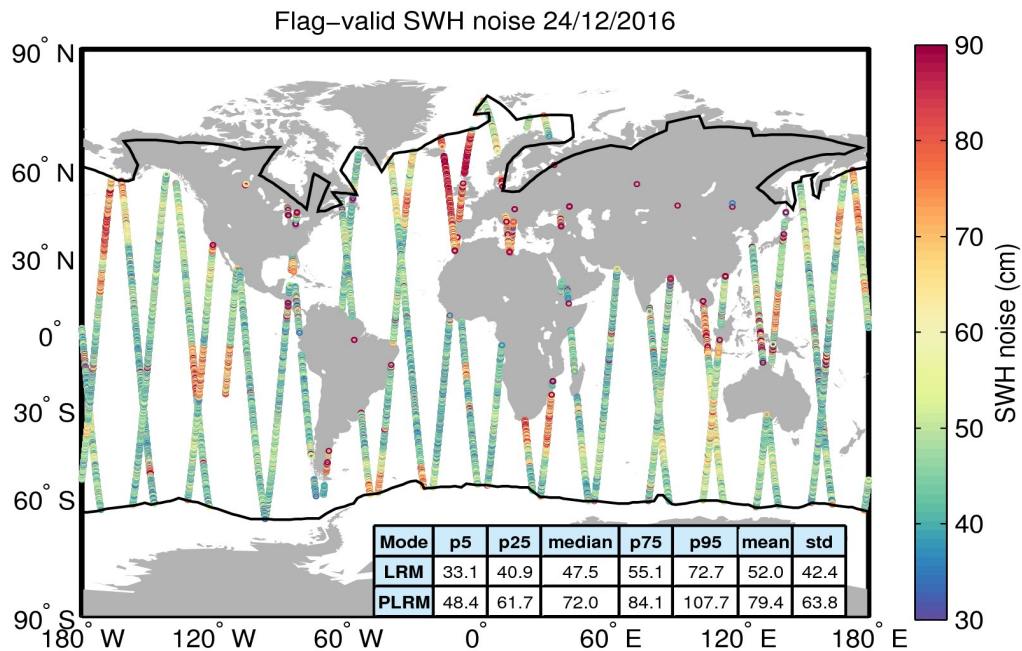 Flag−valid SWH noise 24/12/2016
90° N
60° N
30° N
0°
30° S
60° S
90° S
180° W
120° W
60° W
0°
60° E
120° E
180° E
90
80
70
60
50
40
30
SWH noise (cm)
Mode p5 p25 median p75 p95 mean std
LRM 33.1 40.9 47.5 55.1 72.7 52.0 42.4
PLRM 48.4 61.7 72.0 84.1 107.7 79.4 63.8